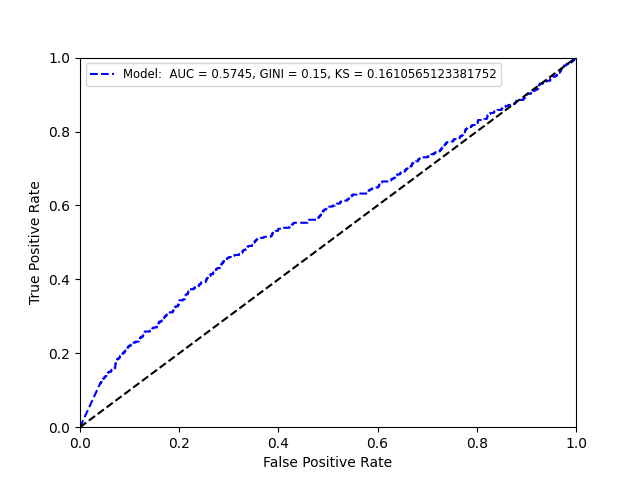 Model:  AUC = 0.5745, GINI = 0.15, KS = 0.1610565123381752
1.0
0.8
0.6
0.4
0.2
0.0
True Positive Rate
0.0 0.2 0.4 0.6 0.8 1.0
False Positive Rate